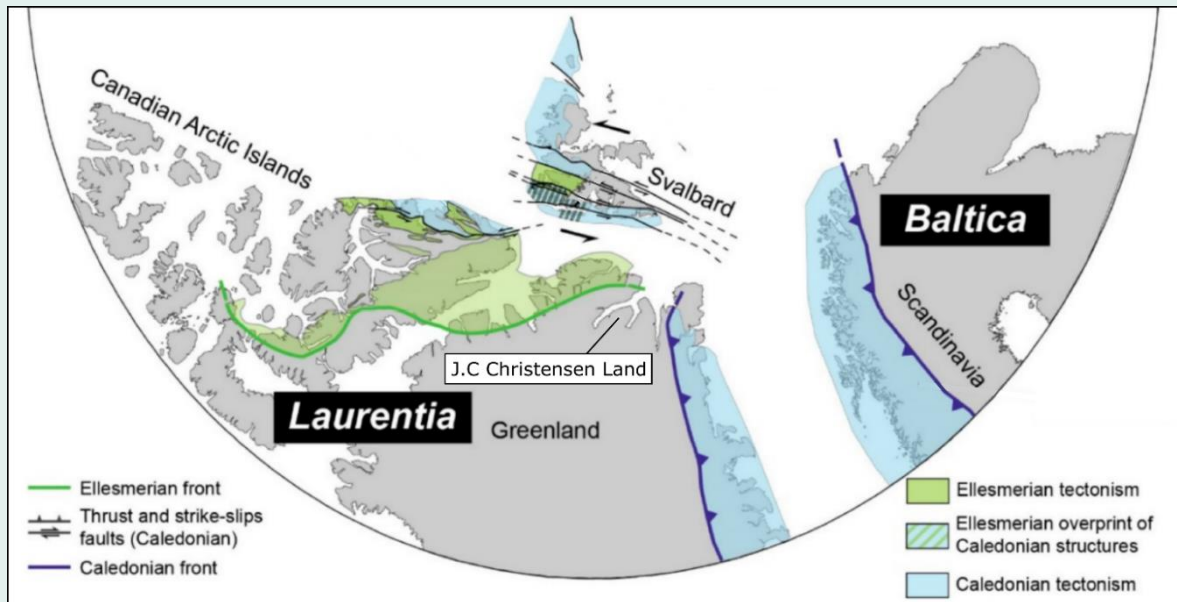 Canadian Arctic Islands
Svalbard
Baltica
Scandinavia
J.C Christensen Land
Laurentia
Greenland
Ellesmerian front
Thrust and strike-slips
faults (Caledonian)
Caledonian front
Ellesmerian tectonism
Ellesmerian overprint of
Caledonian structures
Caledonian tectonism